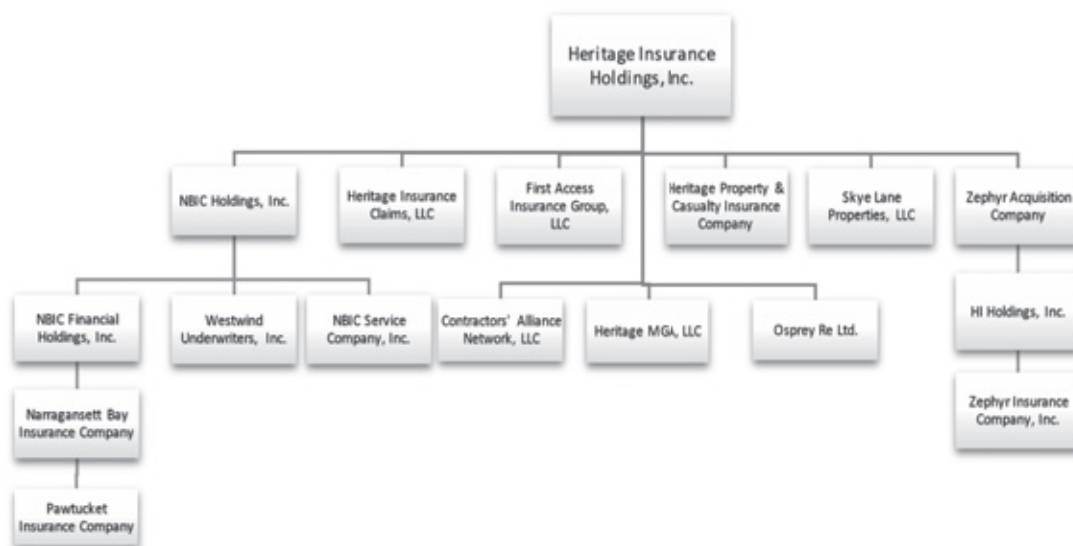 Heritage Insurance
Holdings, Inc.
NBIC Holdings, Inc.
Heritage Insurance
Claims, LLC
First Access
Insurance Group,
LLC
Heritage Property &
Casualty Insurance
Company
Skye Lane
Properties, LLC
Zephyr Acquisition
Company
NBIC Financial
Holdings, Inc.
Westwind
Underwriters, Inc.
NBIC Service
Company, Inc.
Contractors' Alliance
Network, LLC
Heritage MGA, LLC
Osprey Re Ltd.
HI Holdings, Inc.
Narragansett Bay
Insurance Company
Zephyr Insurance
Company, Inc.
Pawtucket
Insurance Company